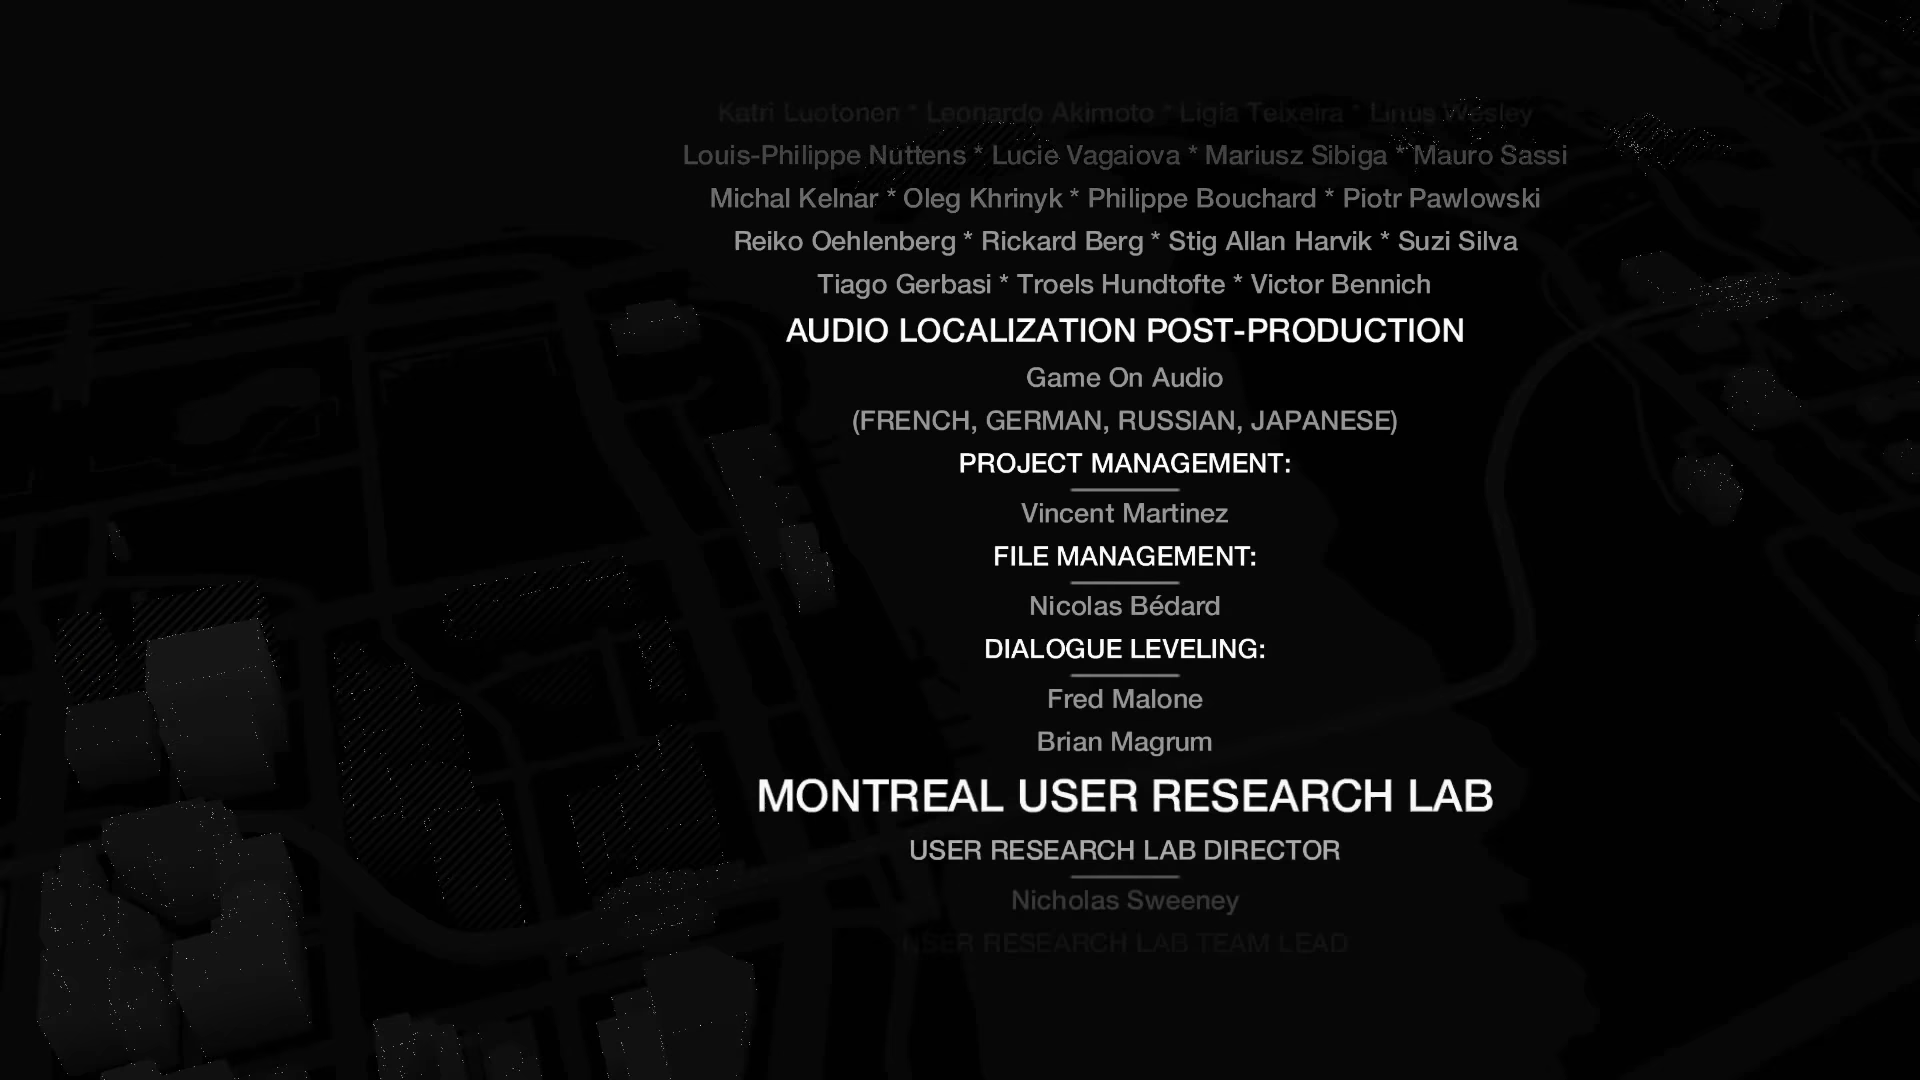 Katri Luotonen * Leonardo Akimoto * Ligia Teixeira * Linus Wesley
Louis-Philippe Nuttens * Lucie Vagaiova * Mariusz Sibiga * Mauro Sassi
Michal Kelnar * Oleg Khrinyk * Philippe Bouchard * Piotr Pawlowski
Reiko Oehlenberg * Rickard Berg * Stig Allan Harvik * Suzi Silva
Tiago Gerbasi * Troels Hundtofte * Victor Bennich
AUDIO LOCALIZATION POST-PRODUCTION
Game On Audio
(FRENCH, GERMAN, RUSSIAN, JAPANESE)
PROJECT MANAGEMENT:
Vincent Martinez
FILE MANAGEMENT:
Nicolas Bédard
DIALOGUE LEVELING:
Fred Malone
Brian Magrum
MONTREAL USER RESEARCH LAB
USER RESEARCH LAB DIRECTOR
Nicholas Sweeney
USER RESEARCH LAB TEAM LEAD